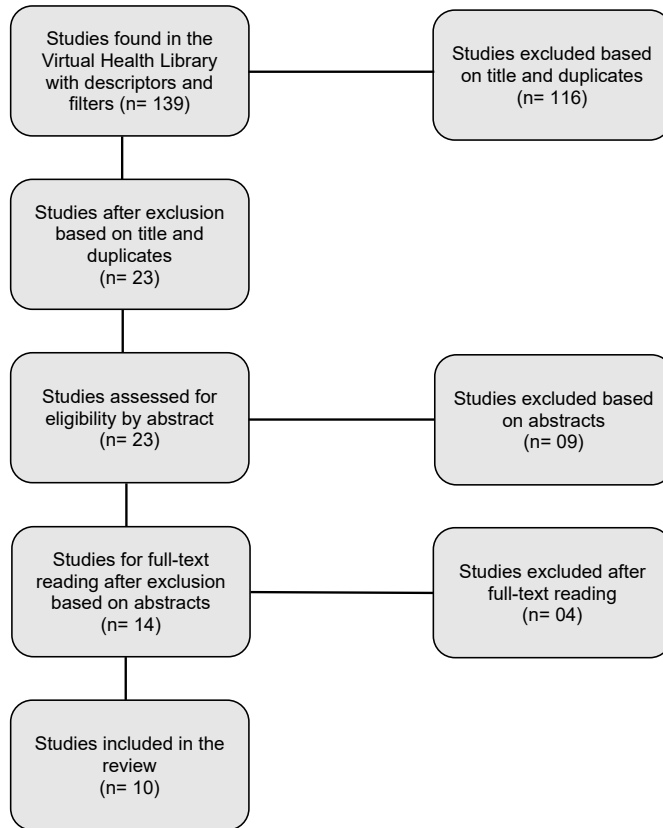 Studies found in the
Virtual Health Library
with descriptors and
filters (n= 139)
Studies excluded based
on title and duplicates
(n= 116)
Studies after exclusion
based on title and
duplicates
(n= 23)
Studies assessed for
eligibility by abstract
(n= 23)
Studies excluded based
on abstracts
(n= 09)
Studies for full-text
reading after exclusion
based on abstracts
(n= 14)
Studies excluded after
full-text reading
(n= 04)
Studies included in the
review
(n= 10)